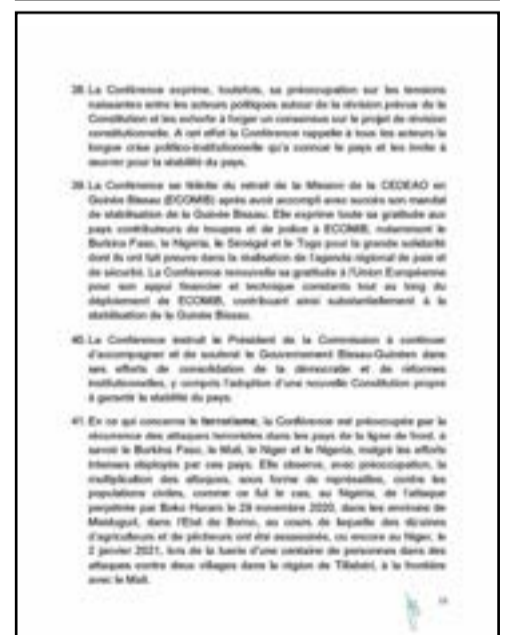 38. La Conférence exprime, toutefois, sa préoccupation sur les tensions
naissantes entre les acteurs politiques autour de la révision prévue de la
Constitution et les exhorte à forger un consensus sur le projet de révision
constitutionnelle. A cet effet la Conférence rappelle à tous les acteurs la
longue crise politico-institutionnelle qu'a connue le pays et les invite à
œuvrer pour la stabilité du pays.
39. La Conférence se félicite du retrait de la Mission de la CEDEAO en
Guinée Bissau (ECOMIB) après avoir accompli avec succès son mandat
de stabilisation de la Guinée Bissau. Elle exprime toute sa gratitude aux
pays contributeurs de troupes et de police à ECOMIB, notamment le
Burkina Faso, le Nigéria, le Sénégal et le Togo pour la grande solidarité
dont ils ont fait preuve dans la réalisation de l'agenda régional de paix et
de sécurité. La Conférence renouvelle sa gratitude à l'Union Européenne
pour son appui financier et technique constants tout au long du
déploiement de ECOMIB, contribuant ainsi substantiellement à la
stabilisation de la Guinée Bissau.
40. La Conférence instruit le Président de la Commission à continuer
d'accompagner et de soutenir le Gouvernement Bissau-Guinéen dans
ses efforts de consolidation de la démocratie et de réformes
institutionnelles, y compris l'adoption d'une nouvelle Constitution propre
à garantir la stabilité du pays.
41. En ce qui concerne le terrorisme, la Conférence est préoccupée par la
récurrence des attaques terroristes dans les pays de la ligne de front, à
savoir le Burkina Faso, le Mali, le Niger et le Nigeria, malgré les efforts
intenses déployés par ces pays. Elle observe, avec préoccupation, la
multiplication des attaques, sous forme de représailles, contre les
populations civiles, comme ce fut le cas, au Nigéria, de l'attaque
perpétrée par Boko Haram le 28 novembre 2020, dans les environs de
Maiduguri, dans l'Etat de Borno, au cours de laquelle des dizaines
d'agriculteurs et de pêcheurs ont été assassinés, ou encore au Niger, le
2 janvier 2021, lors de la tuerie d'une centaine de personnes dans des
attaques contre deux villages dans la région de Tillabéri, à la frontière
avec le Mali.